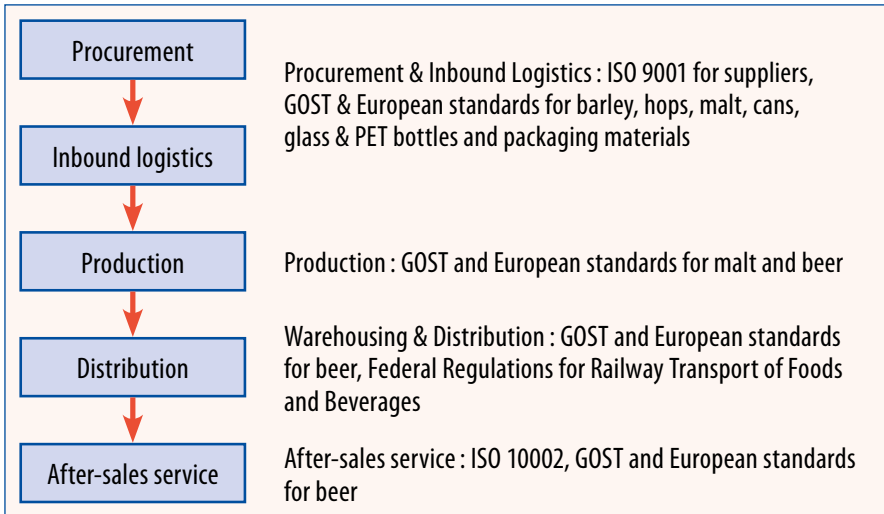 Procurement
Procurement & Inbound Logistics : ISO 9001 for suppliers,
GOST & European standards for barley, hops, malt, cans,
glass & PET bottles and packaging materials
Inbound logistics
Production
Production : GOST and European standards for malt and beer
Distribution
Warehousing & Distribution : GOST and European standards
for beer, Federal Regulations for Railway Transport of Foods
and Beverages
After-sales service
After-sales service : ISO 10002, GOST and European standards
for beer